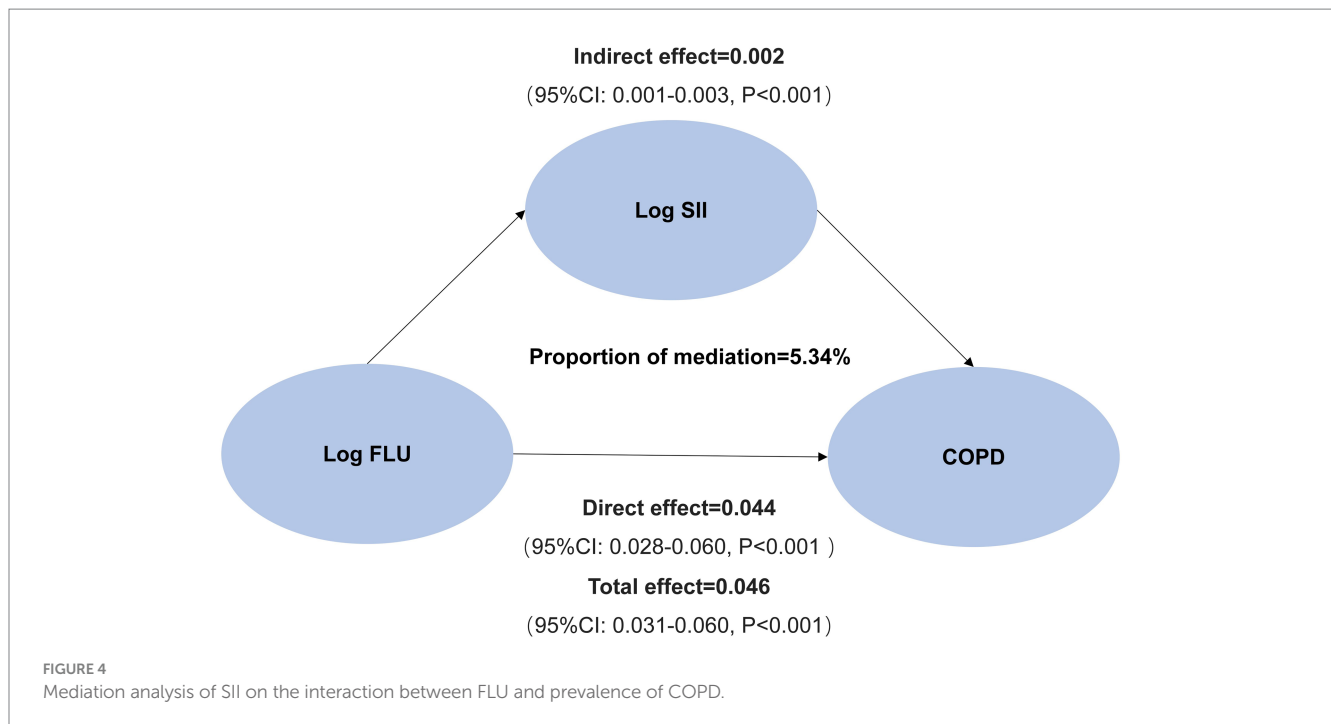 Indirect effect=0.002
(95%CI: 0.001-0.003, P<0.001)
Log SII
Proportion of mediation=5.34%
Log FLU
COPD
Direct effect=0.044
(95%CI: 0.028-0.060, P<0.001 )
Total effect=0.046
(95%CI: 0.031-0.060, P<0.001)
FIGURE 4
Mediation analysis of SII on the interaction between FLU and prevalence of COPD.